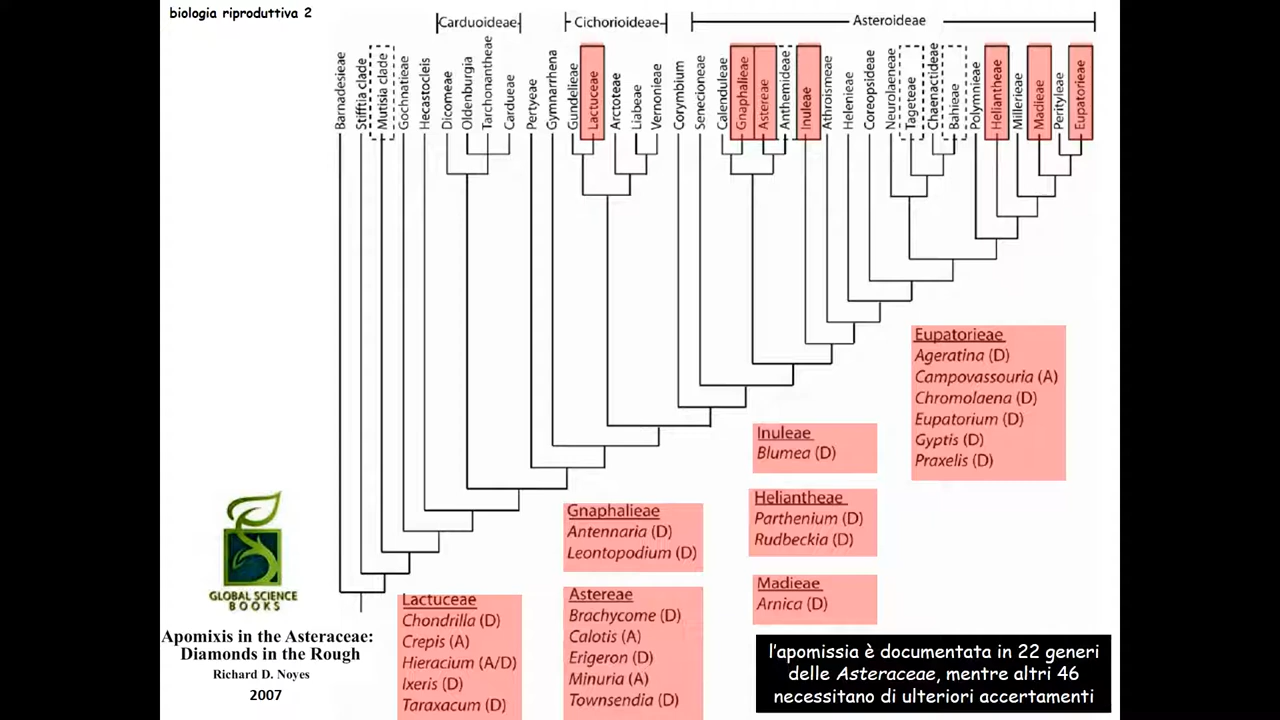 biologia riproduttiva 2
Carduoideae
Cichorioideae
Asteroideae
Barnadesieae
Stifftia clade
Mutisia clade
Gochnatieae
Hecastocleis
Dicomeae
Oldenburgia
Tarchonantheae
Cardueae
Pertyeae
Gymnarrhena
Gundelieae
Lactuceae
Arctoteae
Liabeae
Vernonieae
Corymbium
Senecioneae
Calenduleae
Gnaphalieae
Astereae
Anthemideae
Inuleae
Athroismeae
Helenieae
Coreopsideae
Neurolaeneae
Tageteae
Chaenactideae
Bahieae
Polymnieae
Heliantheae
Millerieae
Madieae
Perityleae
Eupatorieae
Eupatorieae
Ageratina (D)
Campovassouria (A)
Chromolaena (D)
Eupatorium (D)
Gyptis (D)
Praxelis (D)
Inuleae
Blumea (D)
Heliantheae
Parthenium (D)
Rudbeckia (D)
Madieae
Arnica (D)
Gnaphalieae
Antennaria (D)
Leontopodium (D)
Astereae
Brachycome (D)
Calotis (A)
Erigeron (D)
Minuria (A)
Townsendia (D)
Lactuceae
Chondrilla (D)
Crepis (A)
Hieracium (A/D)
Ixeris (D)
Taraxacum (D)
GLOBAL SCIENCE
BOOKS
Apomixis in the Asteraceae:
Diamonds in the Rough
Richard D. Noyes
2007
l'apomissia è documentata in 22 generi
delle Asteraceae, mentre altri 46
necessitano di ulteriori accertamenti